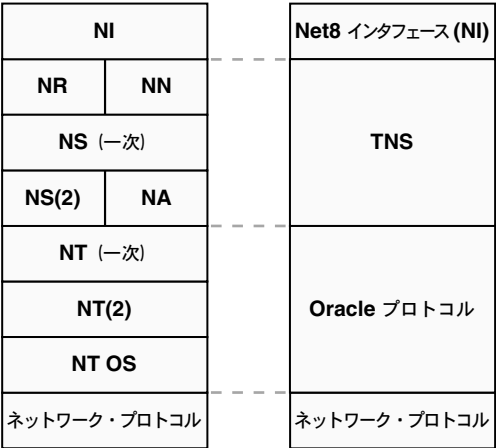 NI
NR
NN
NS (一次)
NS(2)
NA
NT (一次)
NT(2)
NT OS
ネットワーク・プロトコル
Net8 インタフェース (NI)
TNS
Oracle プロトコル
ネットワーク・プロトコル